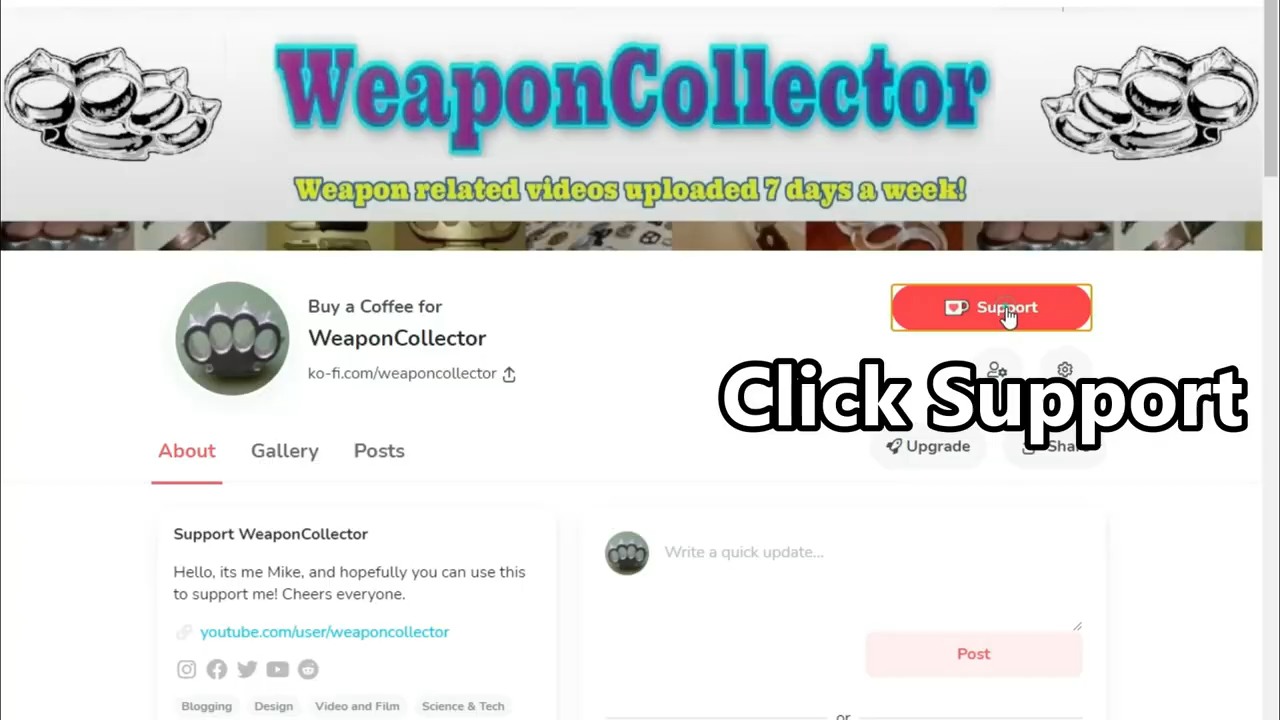 WeaponCollector
Weapon related videos uploaded 7 days a week!
Buy a Coffee for
WeaponCollector
ko-fi.com/weaponcollector
Support
Click Support
About
Gallery
Posts
Upgrade
Share
Support WeaponCollector
Hello, its me Mike, and hopefully you can use this
to support me! Cheers everyone.
youtube.com/user/weaponcollector
Blogging
Design
Video and Film
Science & Tech
Write a quick update...
Post
or